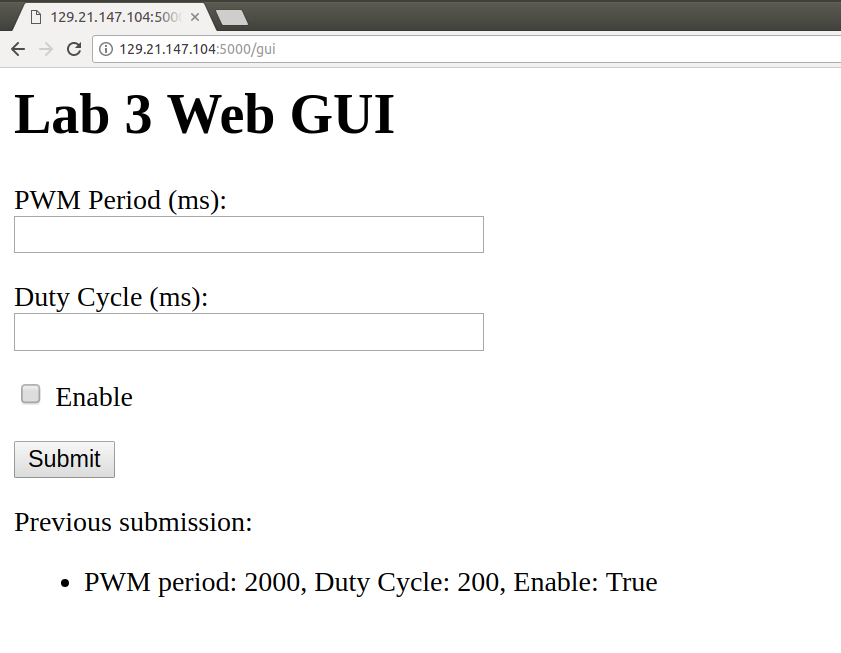 129.21.147.104:500
129.21.147.104:5000/gui
Lab 3 Web GUI
PWM Period (ms):
Duty Cycle (ms):
Enable
Submit
Previous submission:
• PWM period: 2000, Duty Cycle: 200, Enable: True